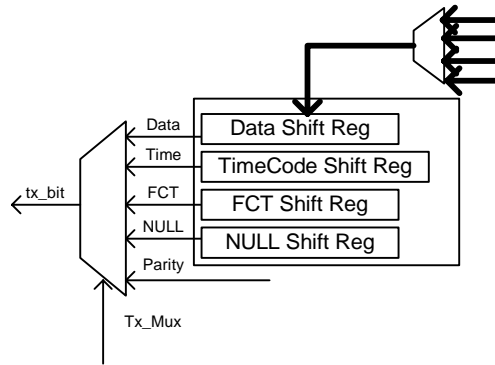 Data
Data Shift Reg
Time
TimeCode Shift Reg
tx_bit
FCT
FCT Shift Reg
NULL
NULL Shift Reg
Parity
Tx_Mux